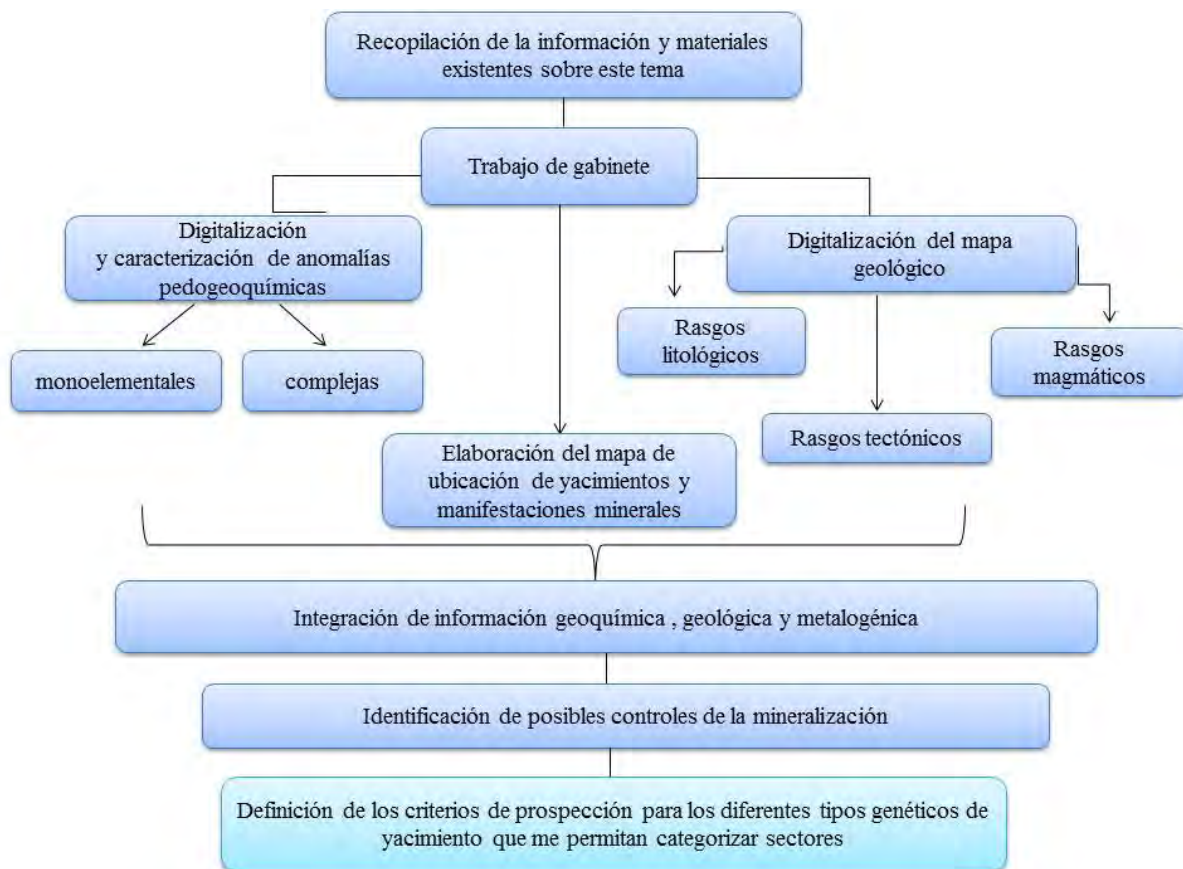 Recopilación de la información y materiales
existentes sobre este tema
Trabajo de gabinete
Digitalización
y caracterización de anomalías
pedogeoquímicas
Digitalización del mapa
geológico
monoelementales
complejas
Rasgos
litológicos
Rasgos
magmáticos
Rasgos tectónicos
Elaboración del mapa de
ubicación de yacimientos y
manifestaciones minerales
Integración de información geoquímica , geológica y metalogénica
Identificación de posibles controles de la mineralización
Definición de los criterios de prospección para los diferentes tipos genéticos de
yacimiento que me permitan categorizar sectores